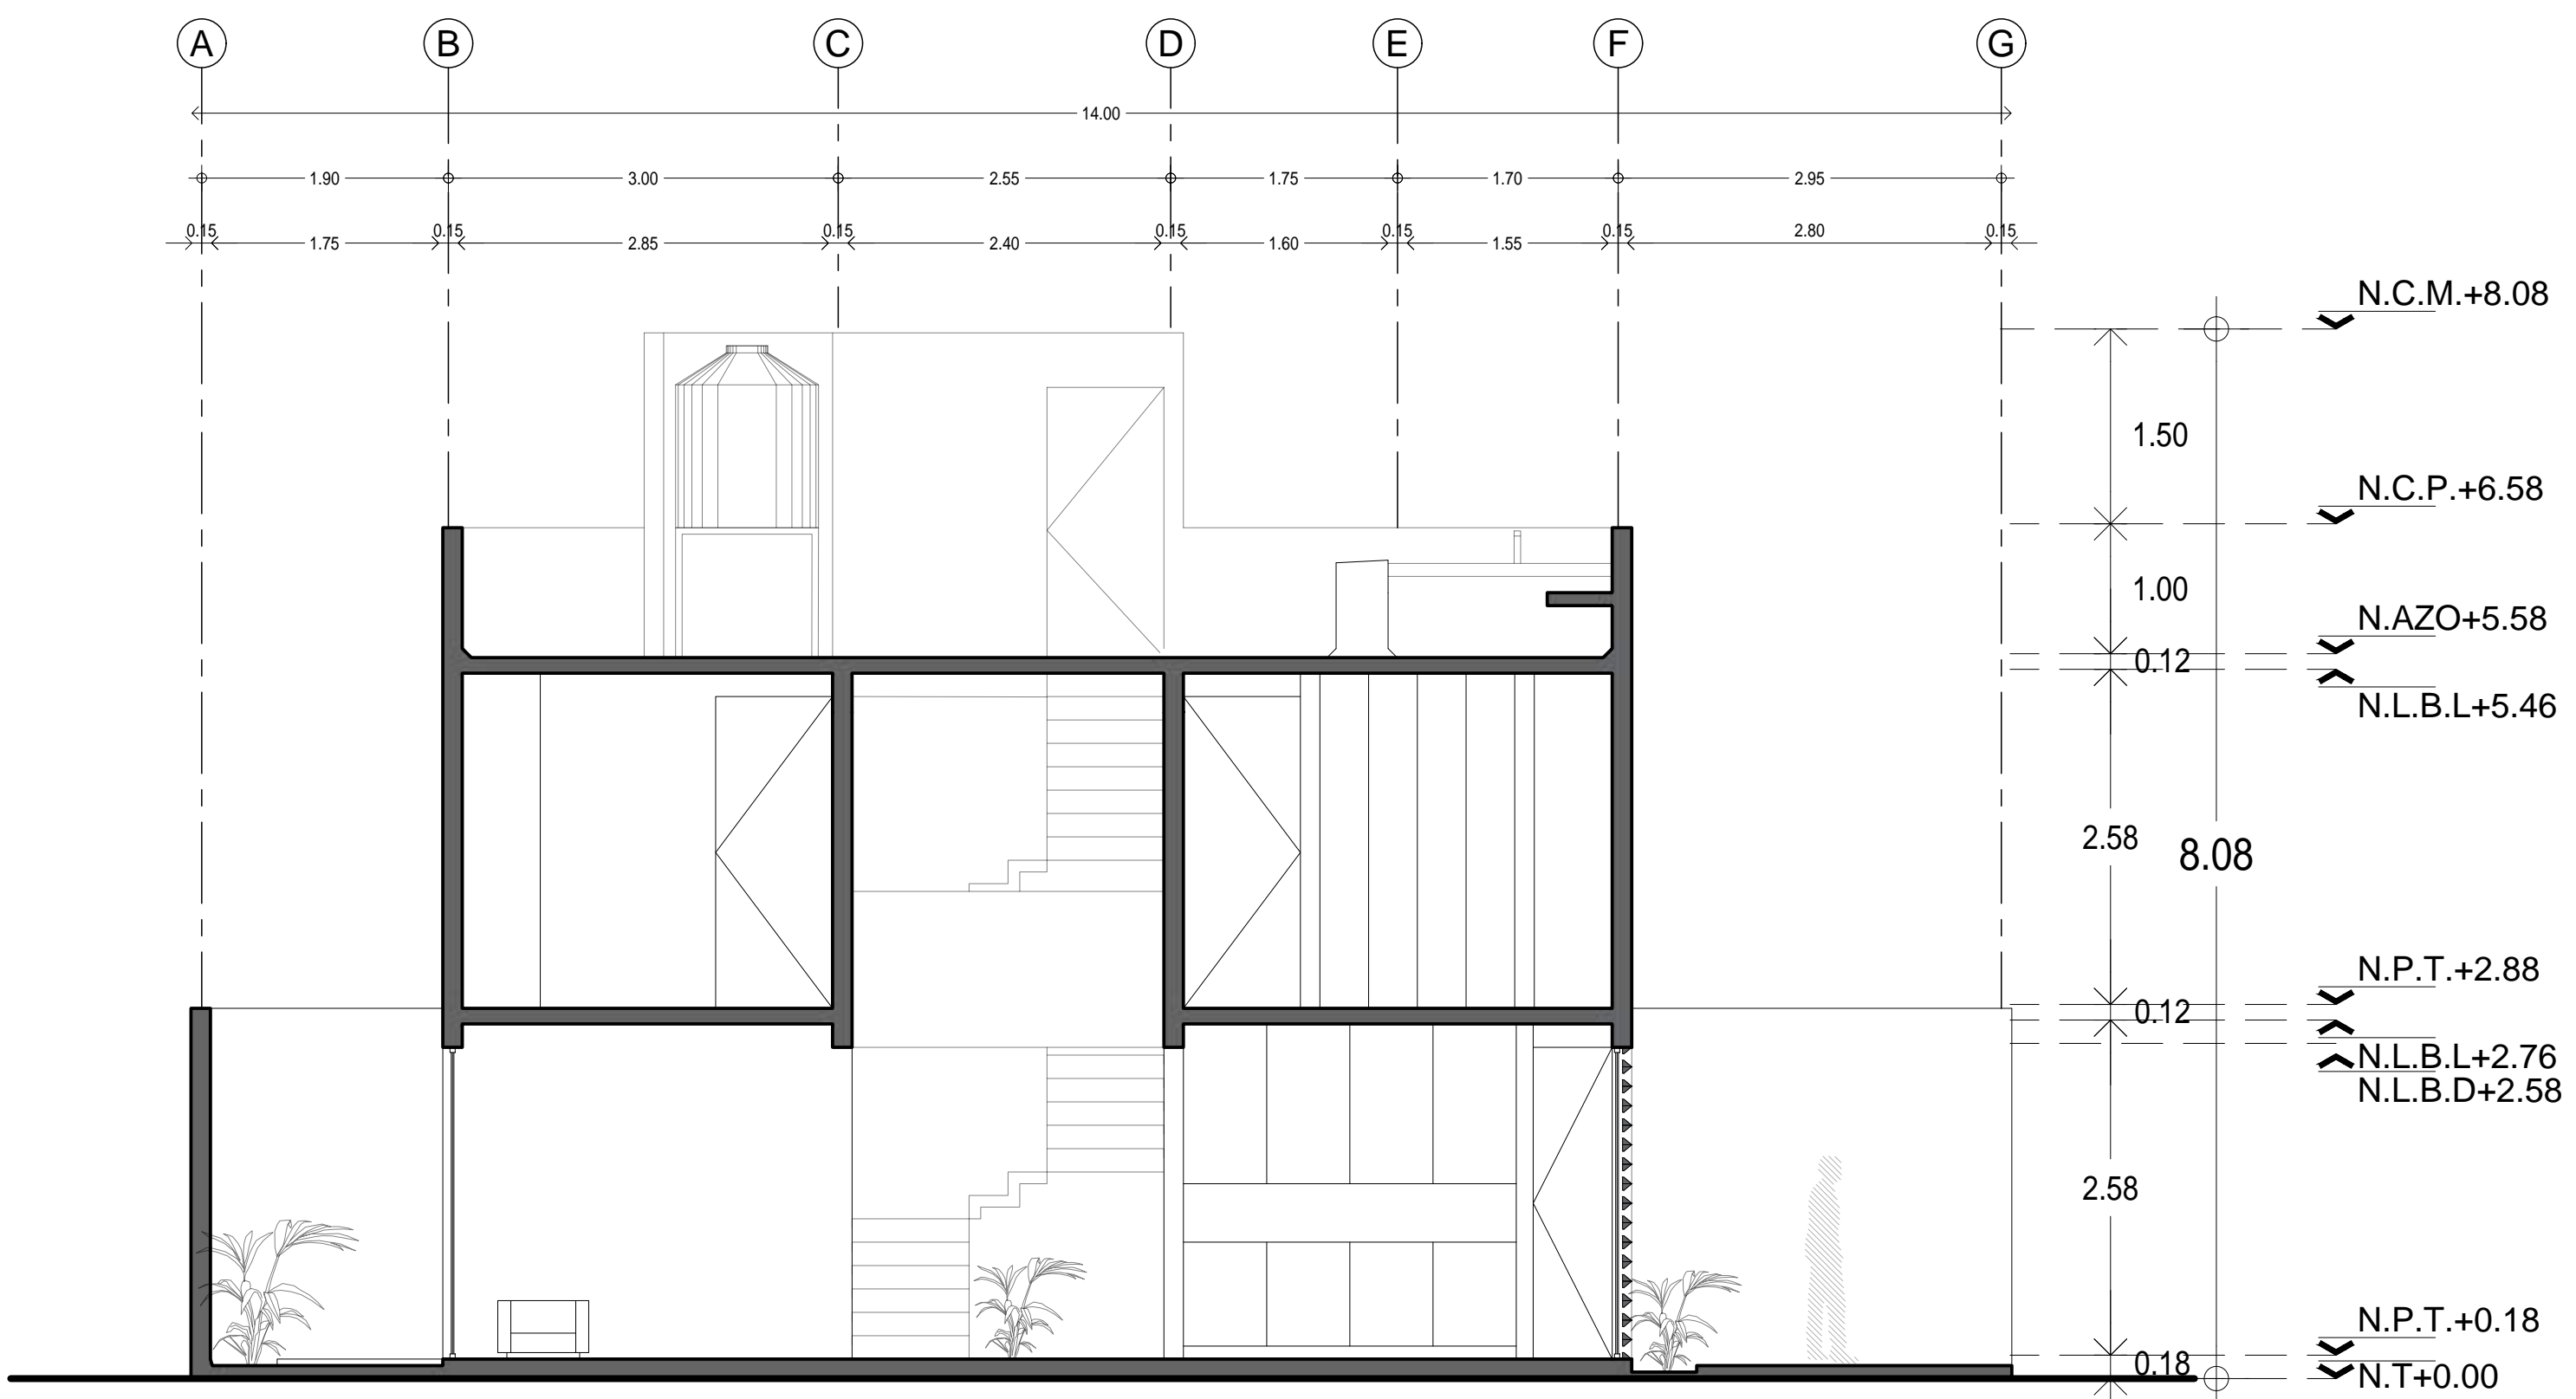 A B C D E F G
14.00
1.90 3.00 2.55 1.75 1.70 2.95
0.15 0.15 0.15 0.15 0.15 0.15 0.15
1.75 2.85 2.40 1.60 1.55 2.80
N.C.M.+8.08
1.50
N.C.P.+6.58
1.00
N.AZO+5.58
0.12
N.L.B.L+5.46
2.58
8.08
N.P.T.+2.88
0.12
N.L.B.L+2.76
N.L.B.D+2.58
2.58
N.P.T.+0.18
0.18
N.T+0.00